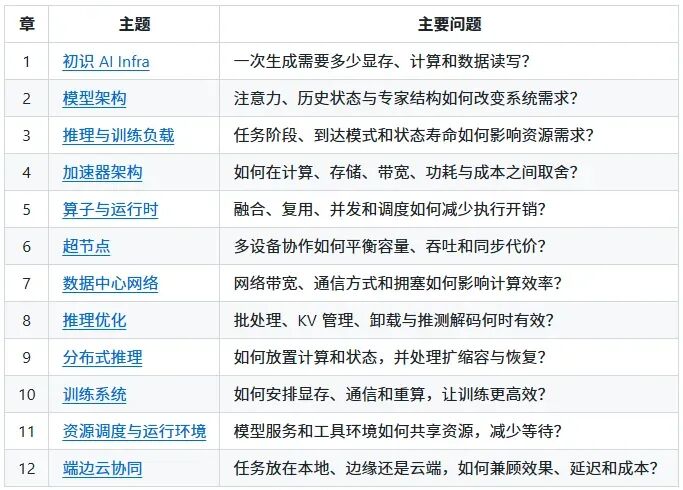 章 主题 主要问题
1 初识 AI Infra 一次生成需要多少显存、计算和数据读写？
2 模型架构 注意力、历史状态与专家结构如何改变系统需求？
3 推理与训练负载 任务阶段、到达模式和状态寿命如何影响资源需求？
4 加速器架构 如何在计算、存储、带宽、功耗与成本之间取舍？
5 算子与运行时 融合、复用、并发和调度如何减少执行开销？
6 超节点 多设备协作如何平衡容量、吞吐和同步代价？
7 数据中心网络 网络带宽、通信方式和拥塞如何影响计算效率？
8 推理优化 批处理、KV 管理、卸载与推测解码何时有效？
9 分布式推理 如何放置计算和状态，并处理扩缩容与恢复？
10 训练系统 如何安排显存、通信和重算，让训练更高效？
11 资源调度与运行环境 模型服务和工具环境如何共享资源，减少等待？
12 端边云协同 任务放在本地、边缘还是云端，如何兼顾效果、延迟和成本？